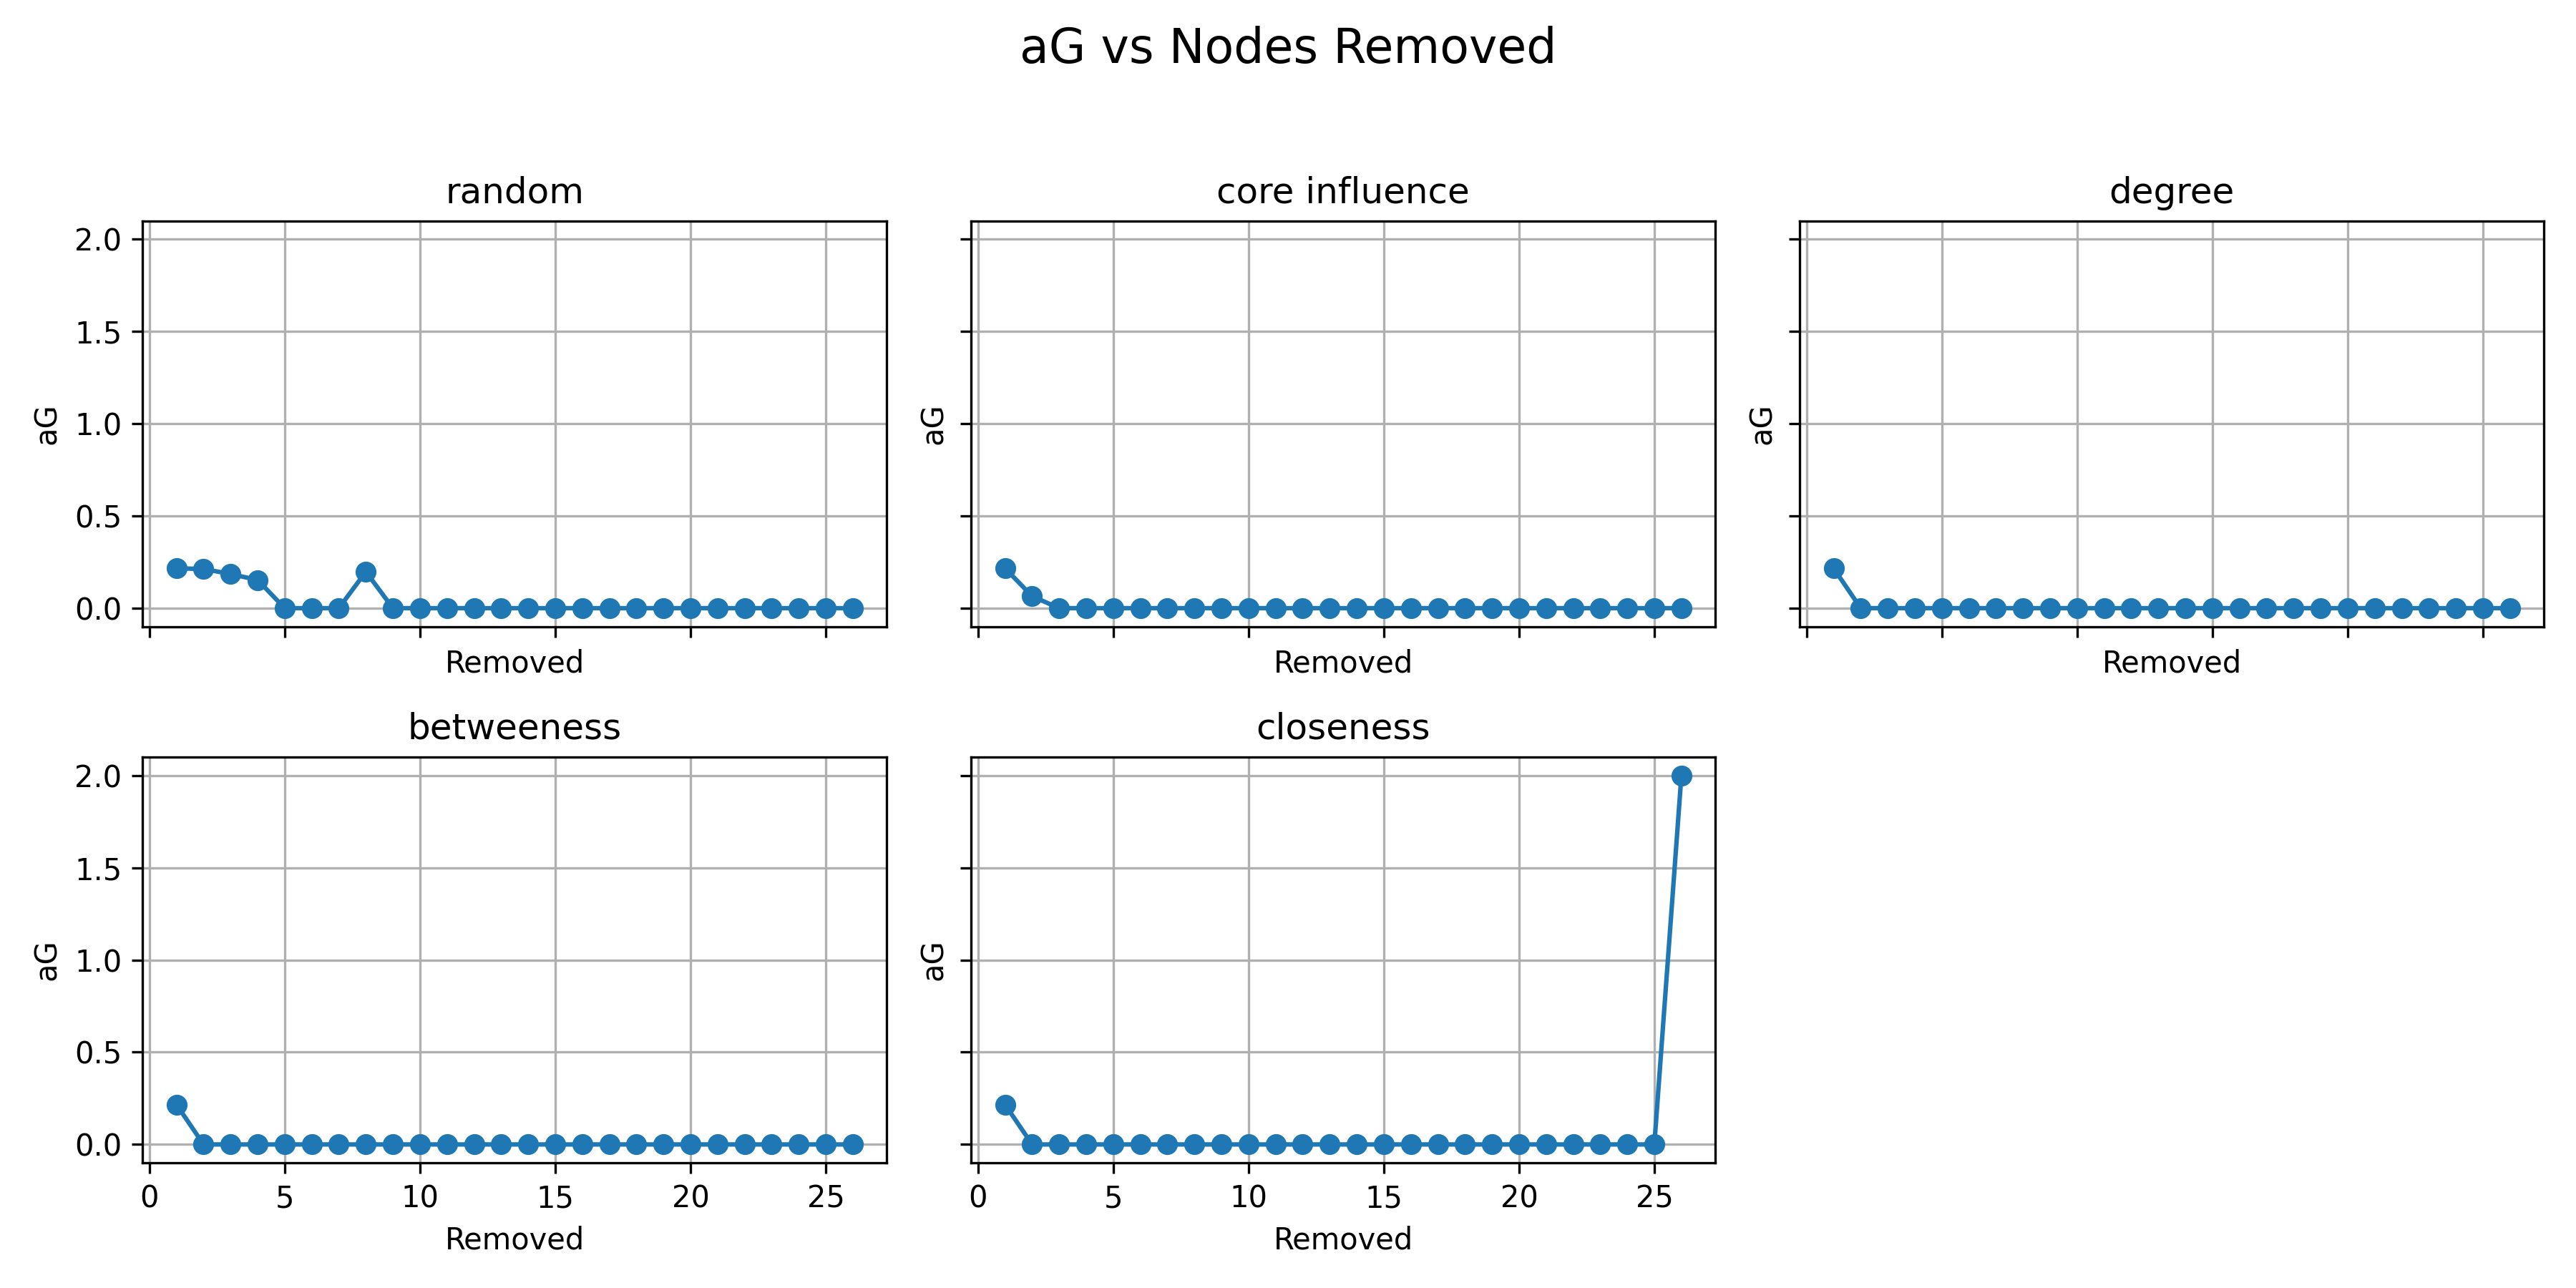 aG vs Nodes Removed
random
core influence
degree
2.0
1.5
1.0
0.5
0.0
aG
aG
aG
Removed
Removed
Removed
betweeness
closeness
2.0
1.5
1.0
0.5
0.0
aG
aG
0 5 10 15 20 25
0 5 10 15 20 25
Removed
Removed